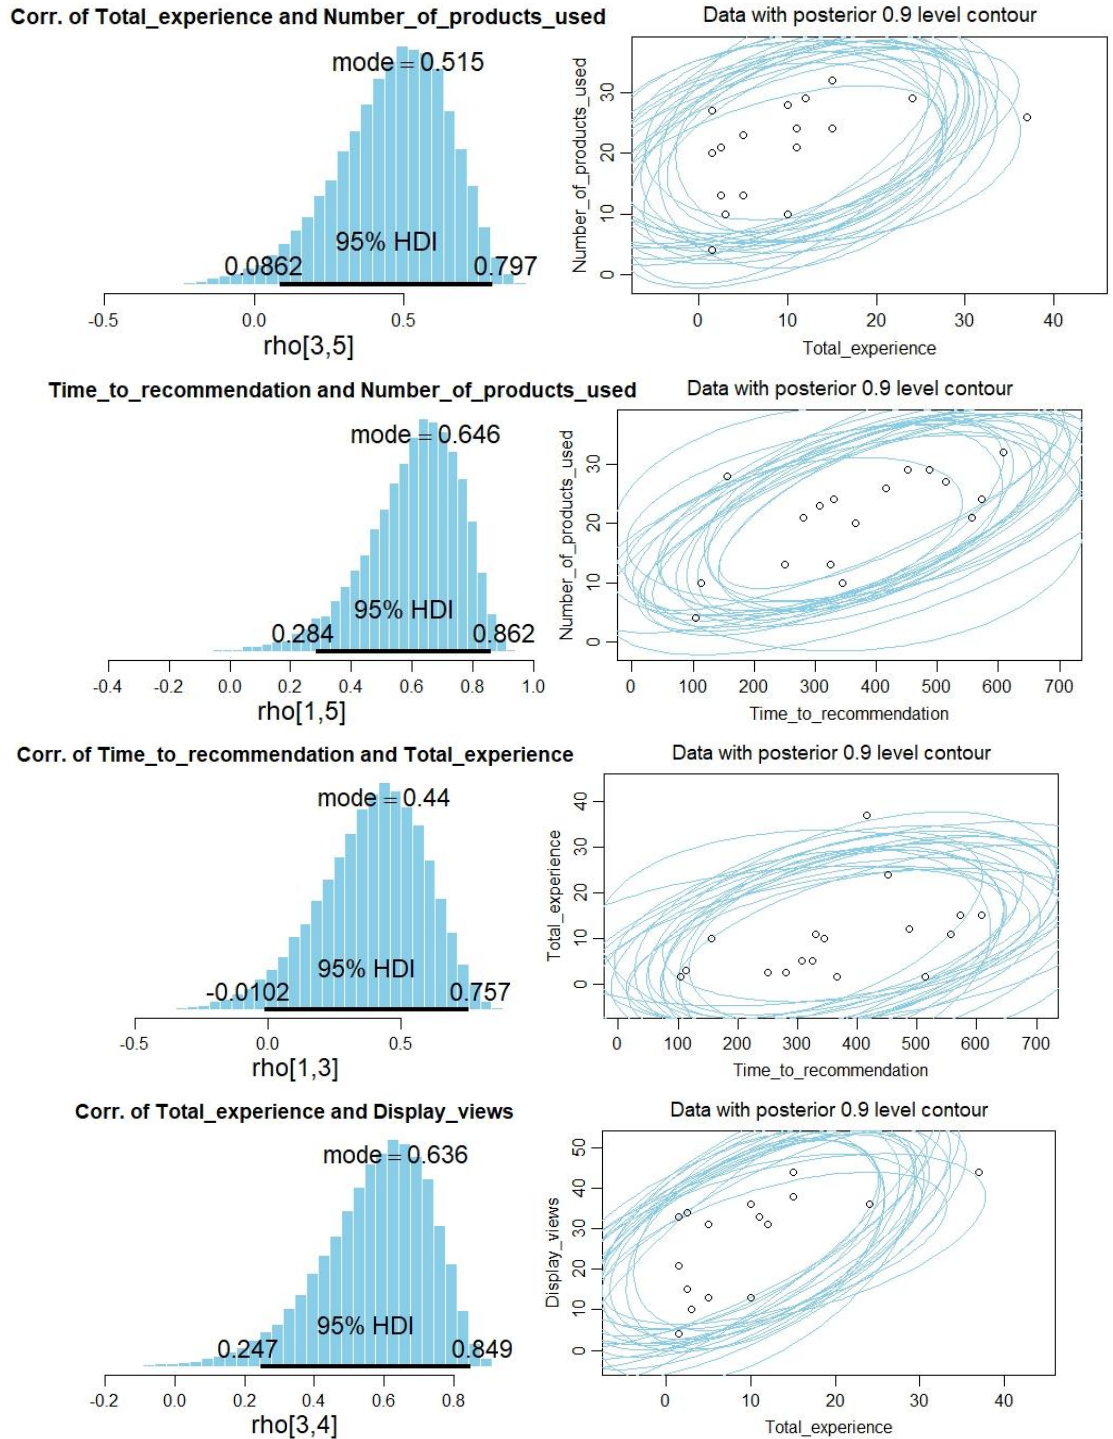 Corr. of Total_experience and Number_of_products_used
mode = 0.515
95% HDI
0.0862
0.797
-0.5 0.0 0.5
rho[3,5]
Data with posterior 0.9 level contour
Number_of_products_used
0 10 20 30
0 10 20 30 40
Total_experience
Time_to_recommendation and Number_of_products_used
mode = 0.646
95% HDI
0.284
0.862
-0.4 -0.2 0.0 0.2 0.4 0.6 0.8 1.0
rho[1,5]
Data with posterior 0.9 level contour
Number_of_products_used
0 10 20 30
0 100 200 300 400 500 600 700
Time_to_recommendation
Corr. of Time_to_recommendation and Total_experience
mode = 0.44
95% HDI
-0.0102
0.757
-0.5 0.0 0.5
rho[1,3]
Data with posterior 0.9 level contour
Total_experience
0 10 20 30 40
0 100 200 300 400 500 600 700
Time_to_recommendation
Corr. of Total_experience and Display_views
mode = 0.636
95% HDI
0.247
0.849
-0.2 0.0 0.2 0.4 0.6 0.8
rho[3,4]
Data with posterior 0.9 level contour
Display_views
0 10 20 30 40 50
0 10 20 30 40
Total_experience